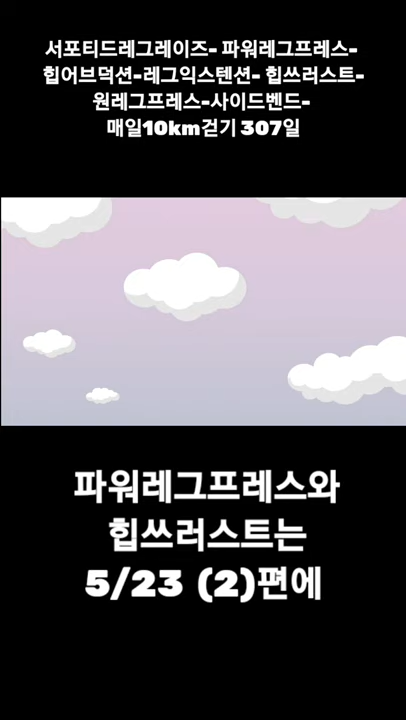 서포티드레그레이즈- 파워레그프레스-
힙어브덕션-레그익스텐션- 힙쓰러스트-
원레그프레스-사이드벤드-
매일10km걷기 307일
파워레그프레스와
힙쓰러스트는
5/23 (2)편에